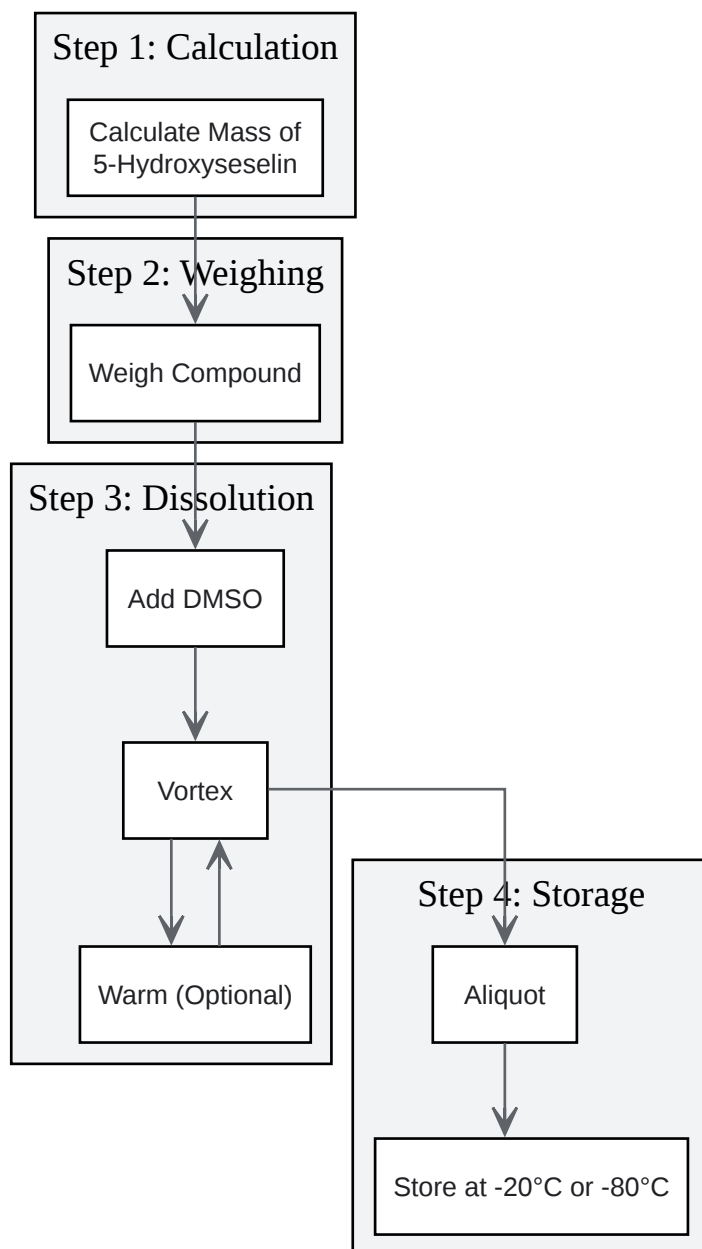 Step 1: Calculation
Calculate Mass of
5-Hydroxyseselin
Step 2: Weighing
Weigh Compound
Step 3: Dissolution
Add DMSO
Vortex
Warm (Optional)
Step 4: Storage
Aliquot
Store at -20°C or -80°C